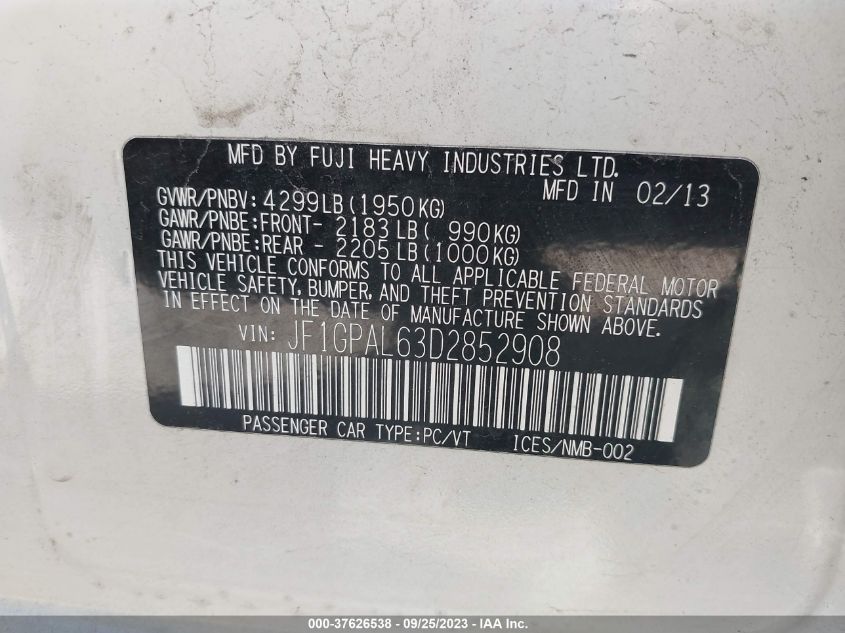 MFD BY FUJI HEAVY INDUSTRIES LTD.
MFD IN 02/13
GVWR/PNBV: 4299LB(1950KG)
GAWR/PNBE:FRONT- 2183LB( 990KG)
GAWR/PNBE:REAR - 2205LB(1000KG)
THIS VEHICLE CONFORMS TO ALL APPLICABLE FEDERAL MOTOR
VEHICLE SAFETY, BUMPER, AND THEFT PREVENTION STANDARDS
IN EFFECT ON THE DATE OF MANUFACTURE SHOWN ABOVE.
VIN: JF1GPAL63D2852908
PASSENGER CAR TYPE:PC/VT ICES/NMB-002
000-37626538 - 09/25/2023 - IAA Inc.